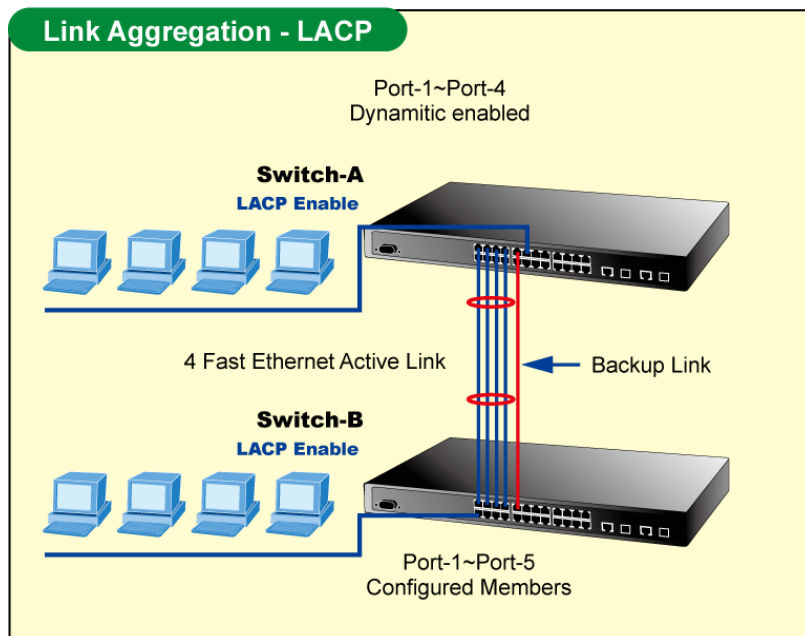 Link Aggregation - LACP
Port-1~Port-4
Dynamitic enabled
Switch-A
LACP Enable
4 Fast Ethernet Active Link
Backup Link
Switch-B
LACP Enable
Port-1~Port-5
Configured Members